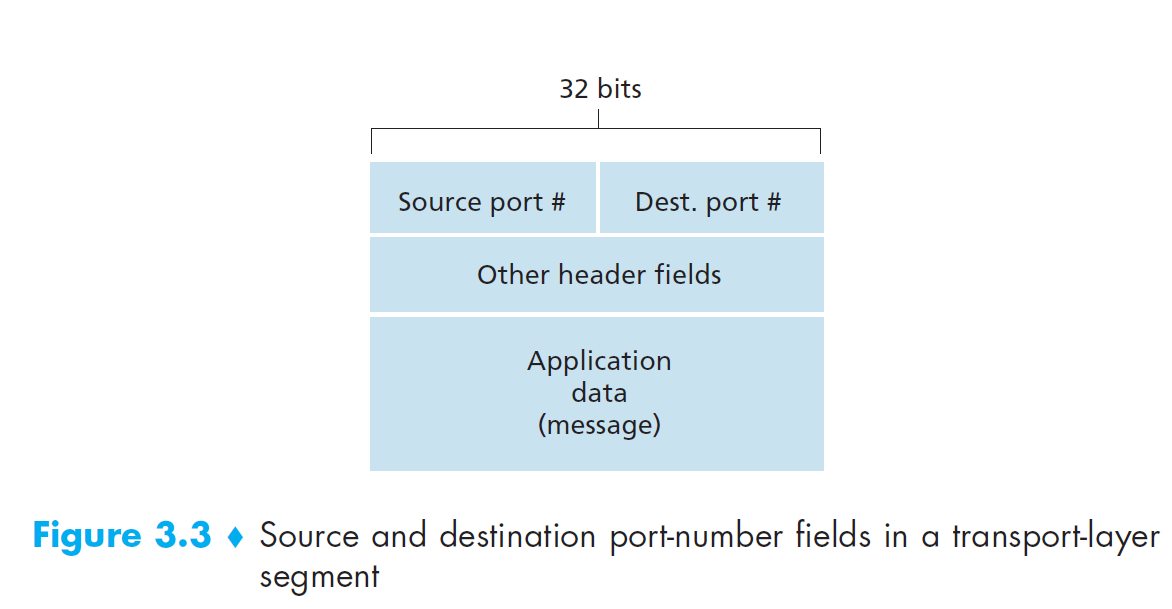 32 bits
Source port #
Dest. port #
Other header fields
Application
data
(message)
Figure 3.3 ♦ Source and destination port-number fields in a transport-layer
segment